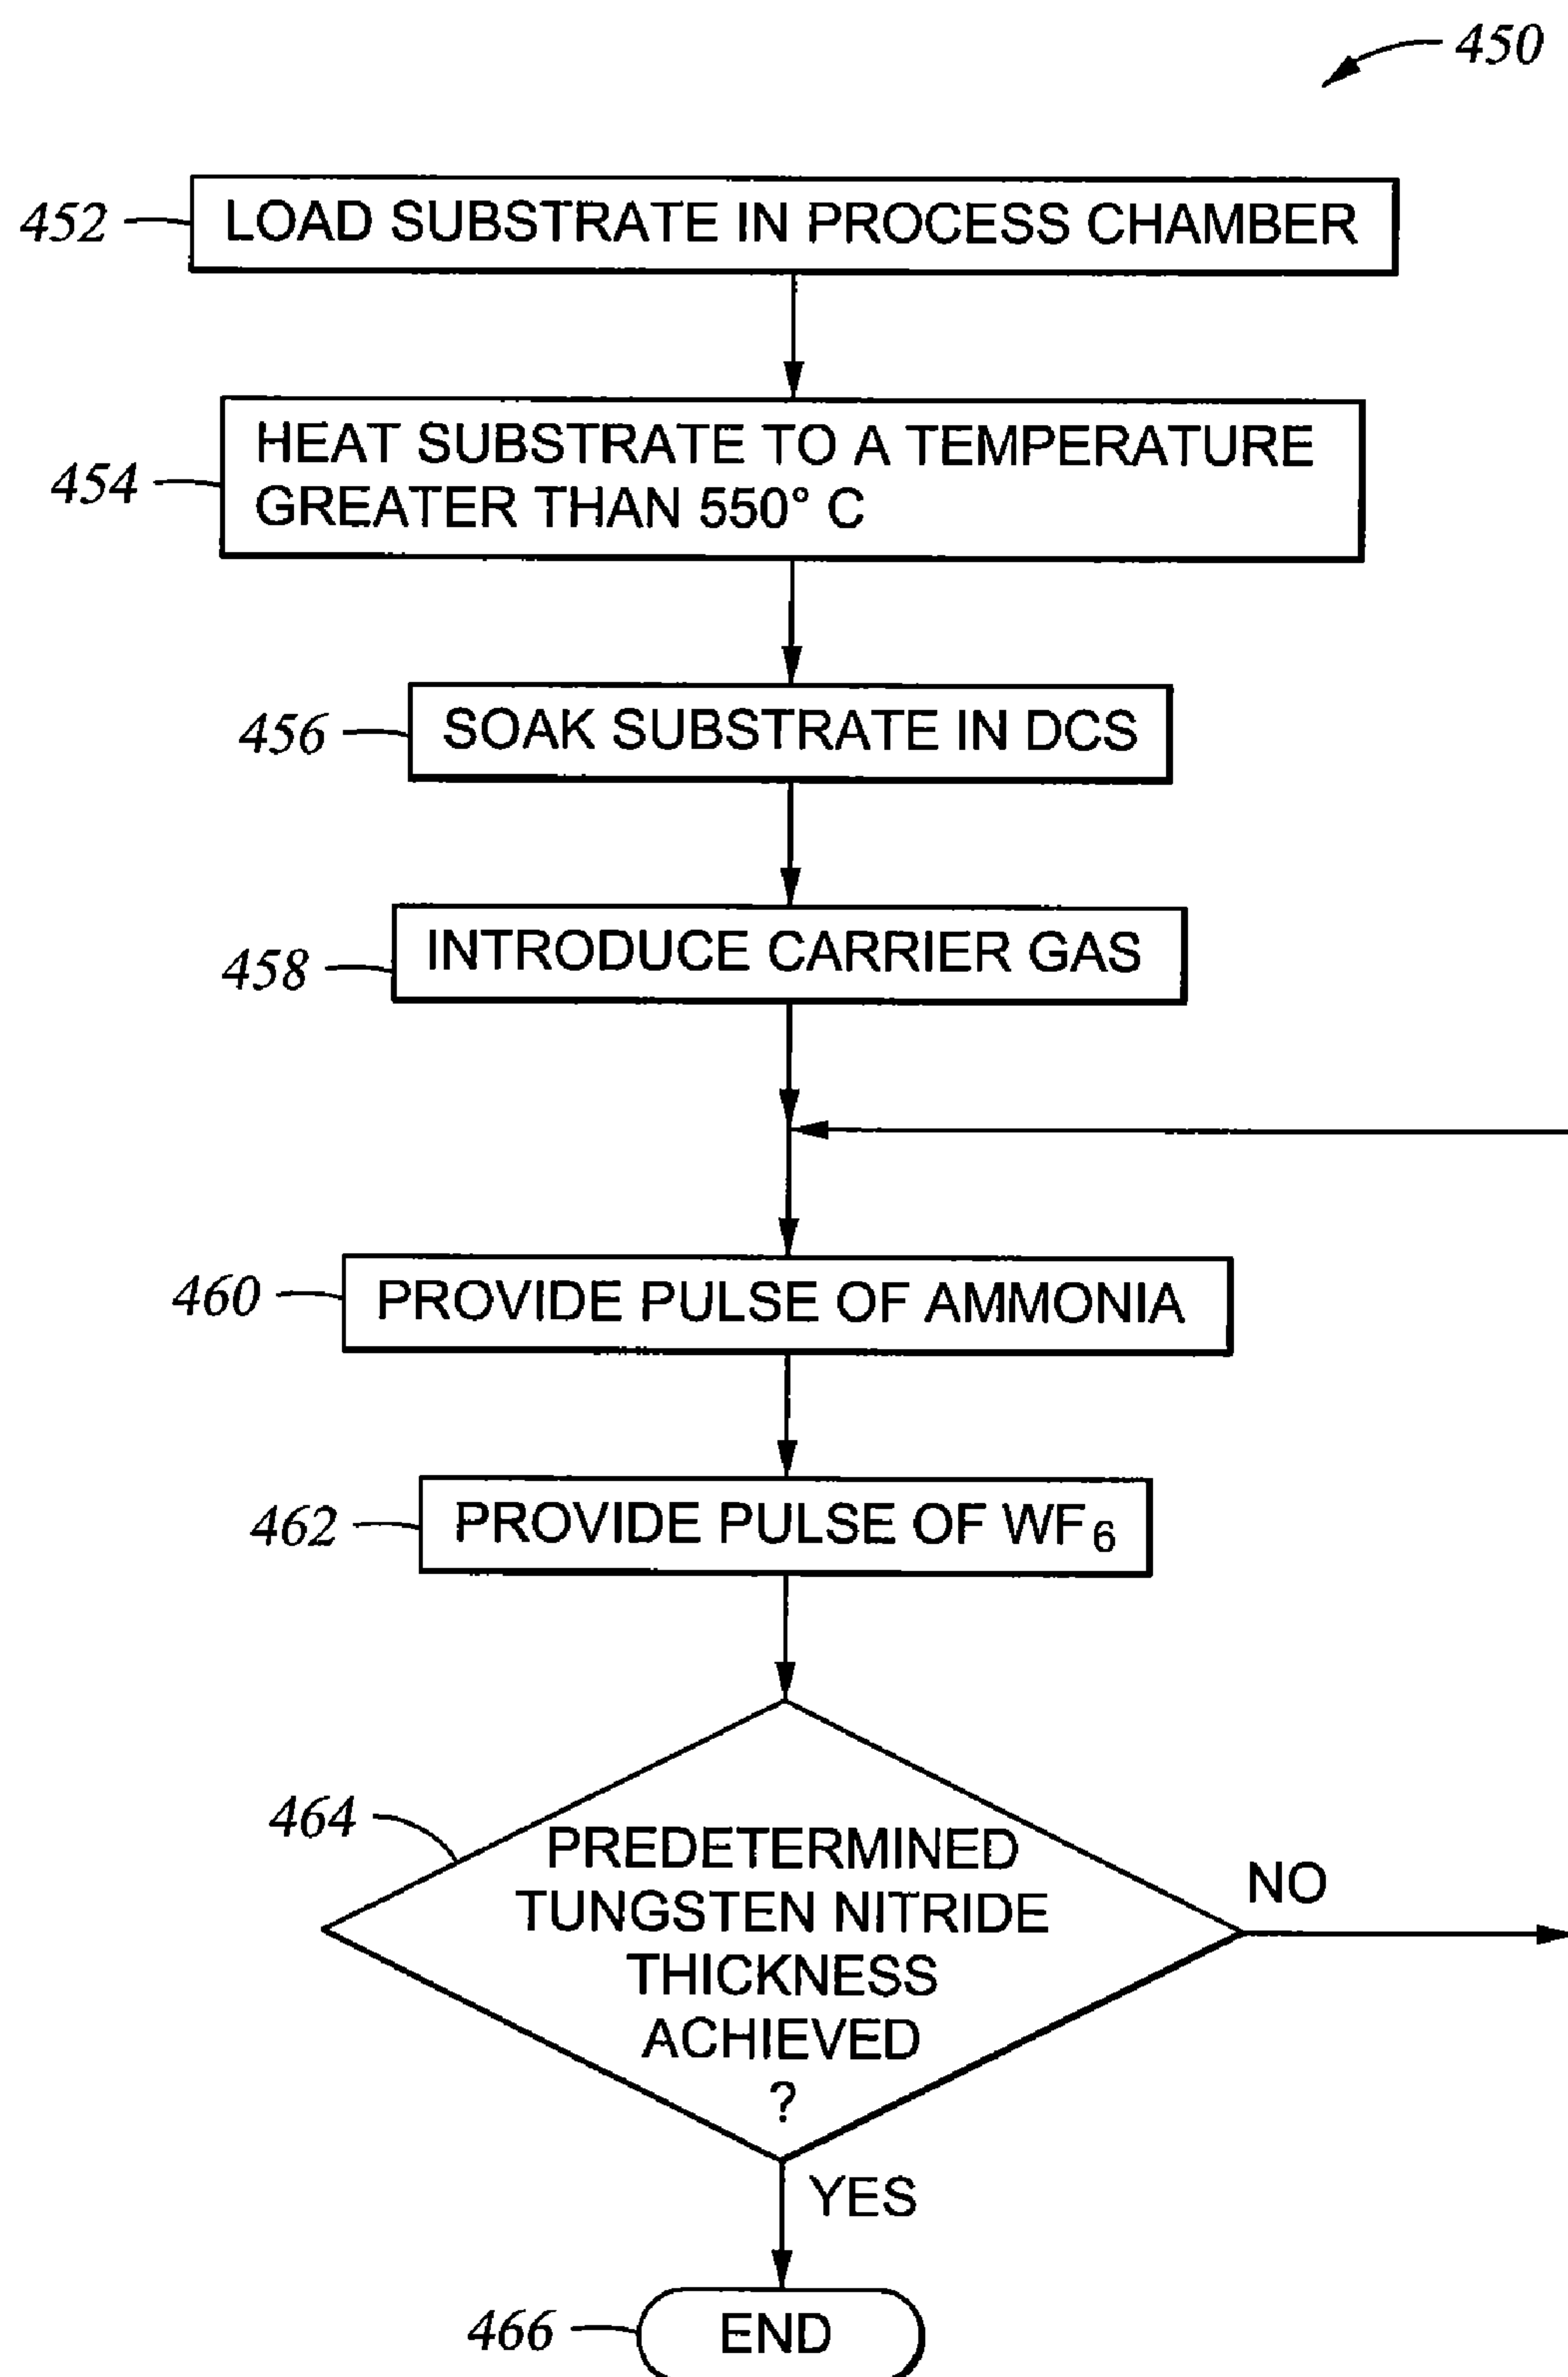 450
452
LOAD SUBSTRATE IN PROCESS CHAMBER
454
HEAT SUBSTRATE TO A TEMPERATURE
GREATER THAN 550° C
456
SOAK SUBSTRATE IN DCS
458
INTRODUCE CARRIER GAS
460
PROVIDE PULSE OF AMMONIA
462
PROVIDE PULSE OF WF₆
464
PREDETERMINED
TUNGSTEN NITRIDE
THICKNESS
ACHIEVED
?
NO
YES
466
END